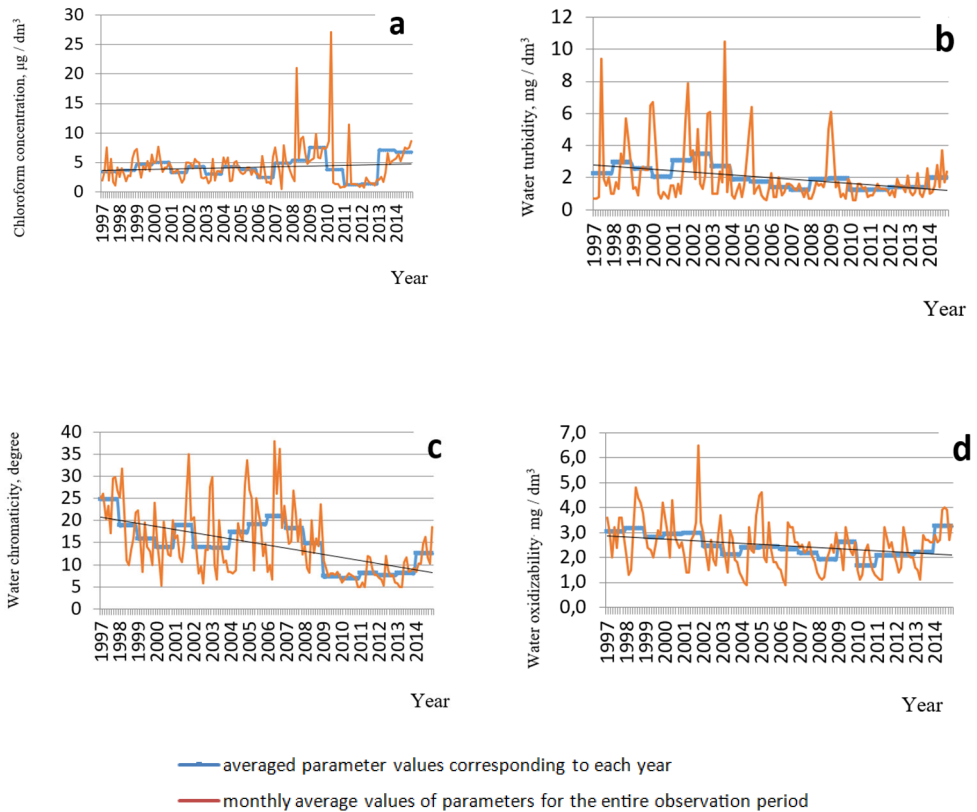 a
Chloroform concentration, µg / dm³
30
25
20
15
10
5
0
1997 1998 1999 2000 2001 2002 2003 2004 2005 2006 2007 2008 2009 2010 2011 2012 2013 2014
Year
b
Water turbidity, mg / dm³
12
10
8
6
4
2
0
1997 1998 1999 2000 2001 2002 2003 2004 2005 2006 2007 2008 2009 2010 2011 2012 2013 2014
Year
c
Water chromaticity, degree
40
35
30
25
20
15
10
5
0
1997 1998 1999 2000 2001 2002 2003 2004 2005 2006 2007 2008 2009 2010 2011 2012 2013 2014
Year
d
Water oxidizability mg / dm³
7,0
6,0
5,0
4,0
3,0
2,0
1,0
0,0
1997 1998 1999 2000 2001 2002 2003 2004 2005 2006 2007 2008 2009 2010 2011 2012 2013 2014
Year
averaged parameter values corresponding to each year
monthly average values of parameters for the entire observation period